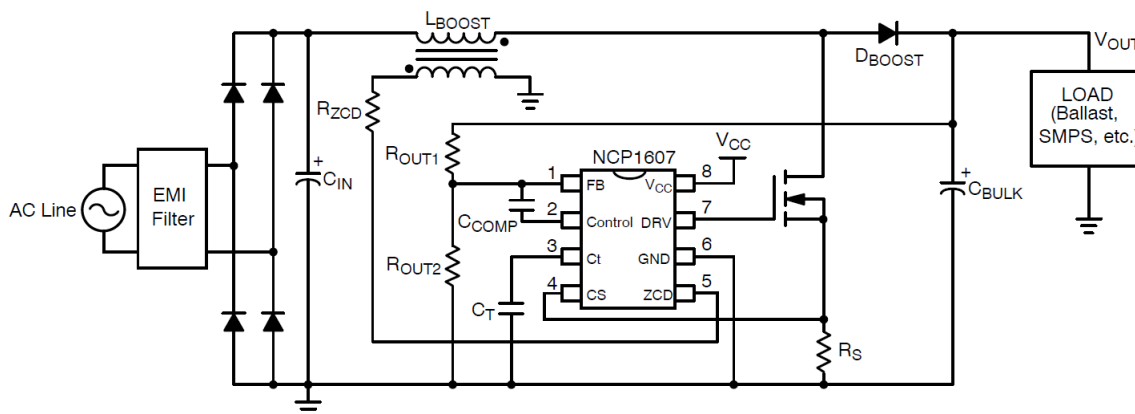 LBOOST
DBOOST
VOUT
LOAD
(Ballast,
SMPS, etc.)
RZCD
ROUT1
NCP1607
VCC
1
FB
VCC
8
2
Control
DRV
7
3
Ct
GND
6
4
CS
ZCD
5
AC Line
EMI
Filter
+
CIN
CCOMP
ROUT2
CT
RS
+
CBULK